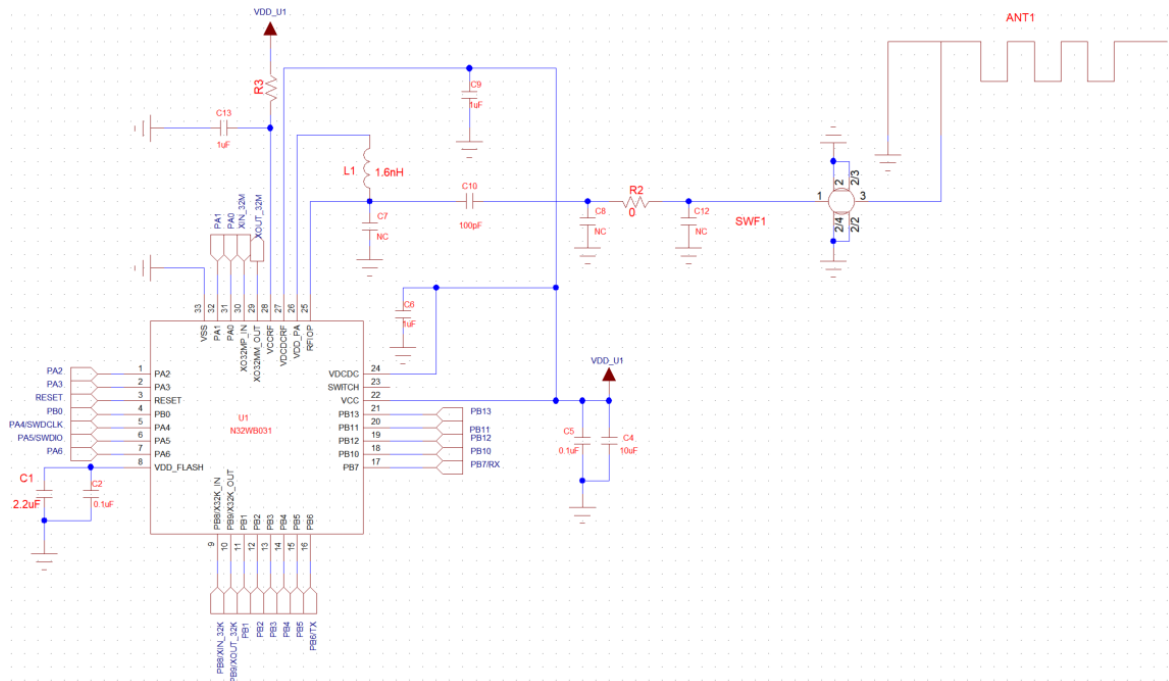 ANT1
VDD_U1
R3
C9
1uF
C13
1uF
L1
1.6nH
C10
100pF
C7
NC
C8
NC
R2
0
C12
NC
SWF1
1
2
2/3
3
2/4
2/2
PA1
PA0
XIN_32M
XOUT_32M
33
32
31
30
29
28
27
26
25
VSS
PA1
PA0
XO32MP_IN
XO32MM_OUT
VCCRF
VDCDCRF
VDD_PA
RFIOP
C6
1uF
VDD_U1
PA2
1
PA2
PA3
2
PA3
RESET
3
RESET
PB0
4
PB0
PA4/SWDCLK
5
PA4
PA5/SWDIO
6
PA5
PA6
7
PA6
8
VDD_FLASH
U1
N32WB031
VDCDC
24
SWITCH
23
VCC
22
PB13
21
PB13
PB11
20
PB11
PB12
19
PB12
PB10
18
PB10
PB7
17
PB7/RX
C5
0.1uF
C4
10uF
C1
2.2uF
C2
0.1uF
PB8/X32K_IN
PB9/X32K_OUT
PB1
PB2
PB3
PB4
PB5
PB6
9
10
11
12
13
14
15
16
PB8/XIN_32K
PB9/XOUT_32K
PB1
PB2
PB3
PB4
PB5
PB6/TX